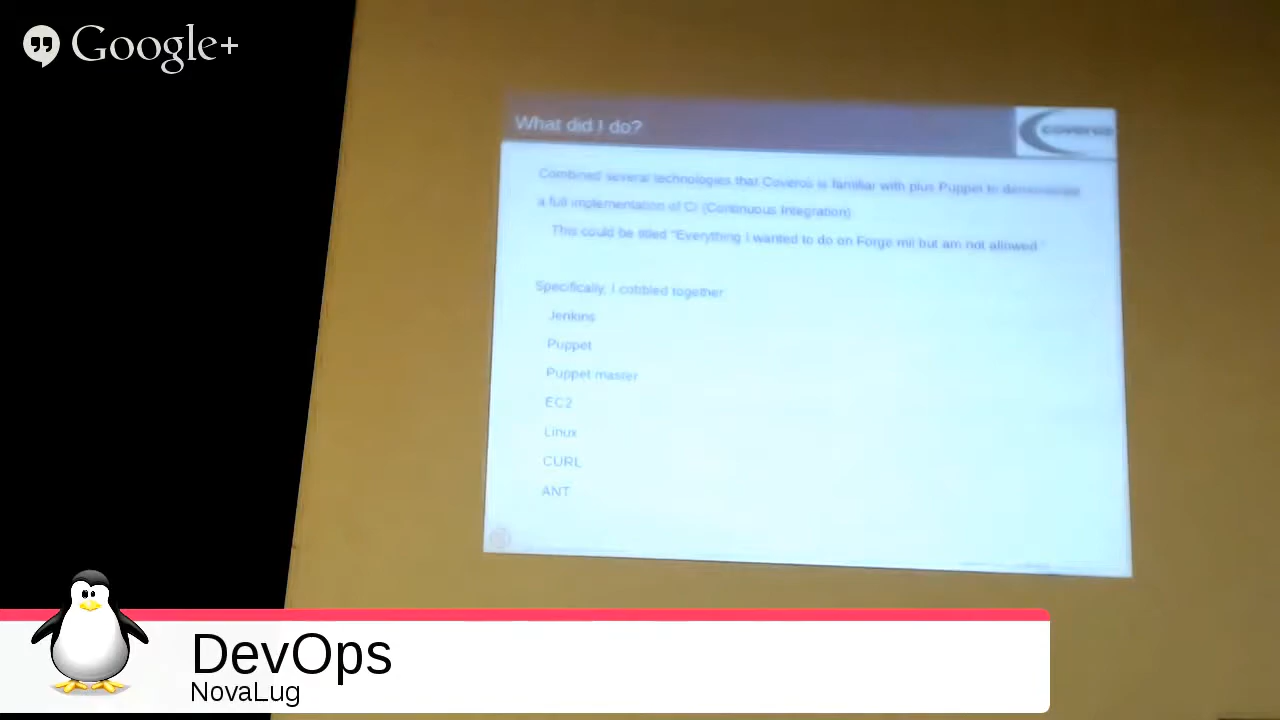 Google+
What did I do?
coveros
Combined several technologies that Coveros is familiar with plus Puppet to demonstrate
a full implementation of CI (Continuous Integration)
This could be titled "Everything I wanted to do on Forge mil but am not allowed"
Specifically, I cobbled together
Jenkins
Puppet
Puppet master
EC2
Linux
CURL
ANT
DevOps
NovaLug